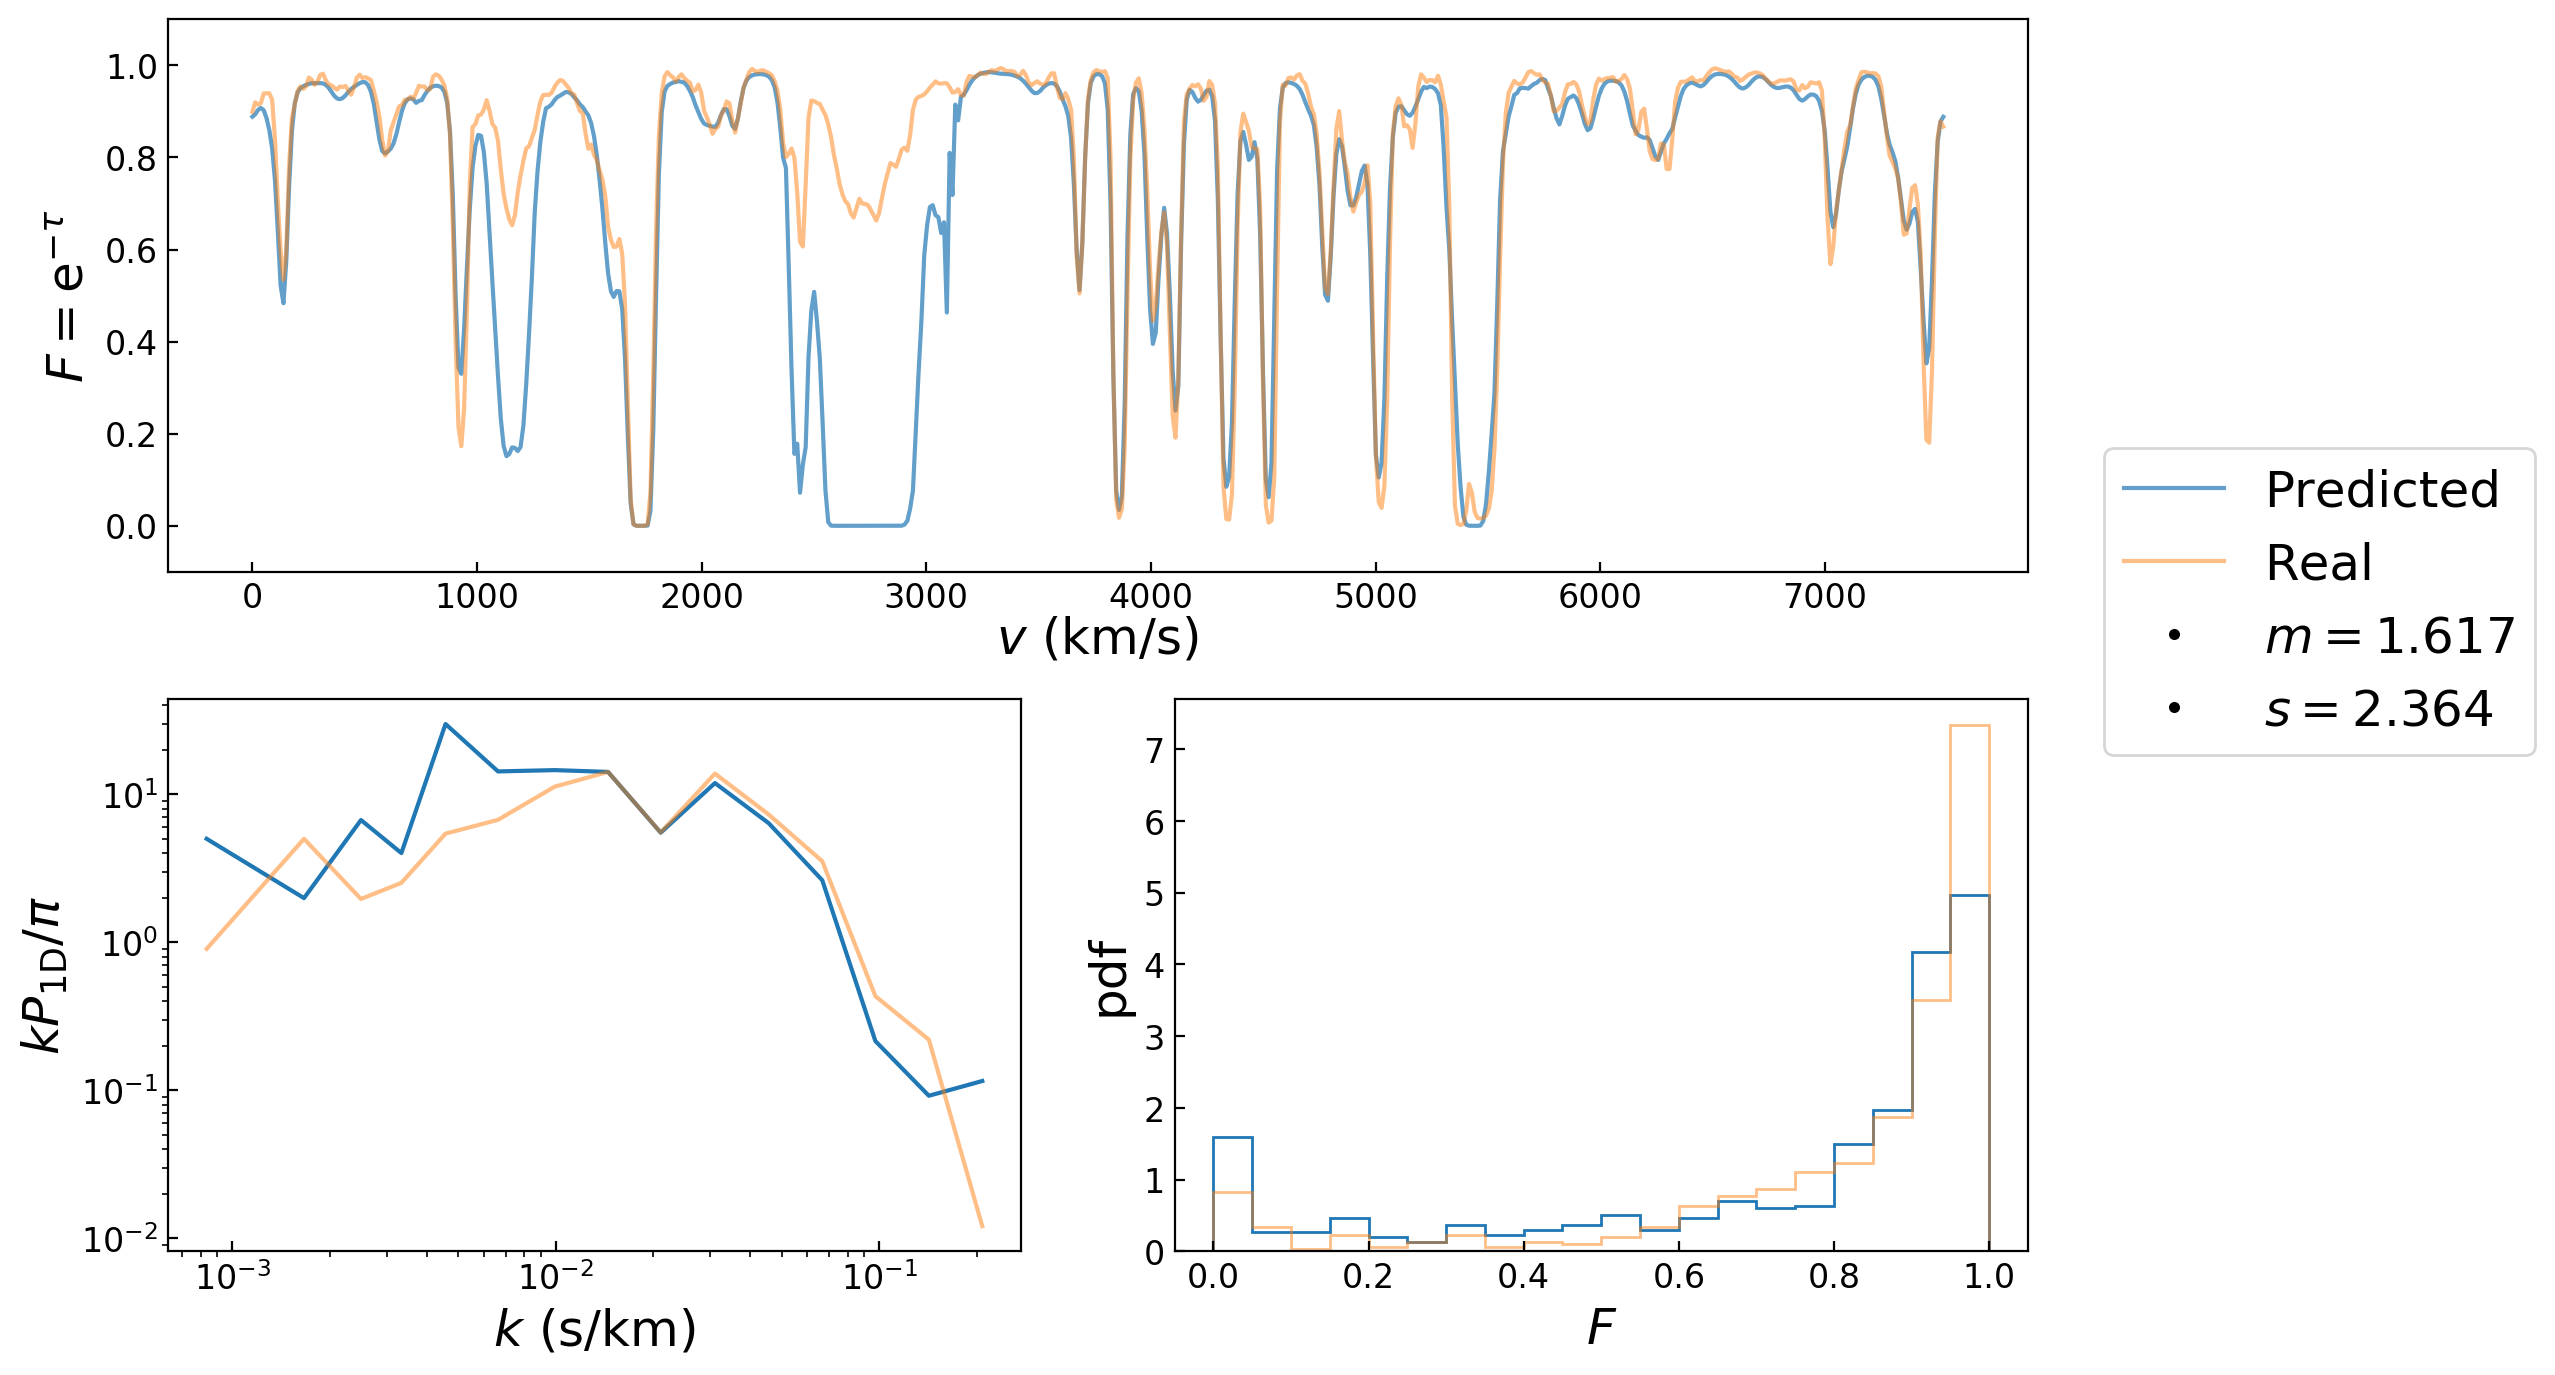 1.0
0.8
0.6
0.4
0.2
0.0
F = e^{-τ}
0 1000 2000 3000 4000 5000 6000 7000
v (km/s)
Predicted
Real
m = 1.617
s = 2.364
10^1
10^0
10^{-1}
10^{-2}
kP_{1D}/π
10^{-3} 10^{-2} 10^{-1}
k (s/km)
7
6
5
4
3
2
1
0
pdf
0.0 0.2 0.4 0.6 0.8 1.0
F